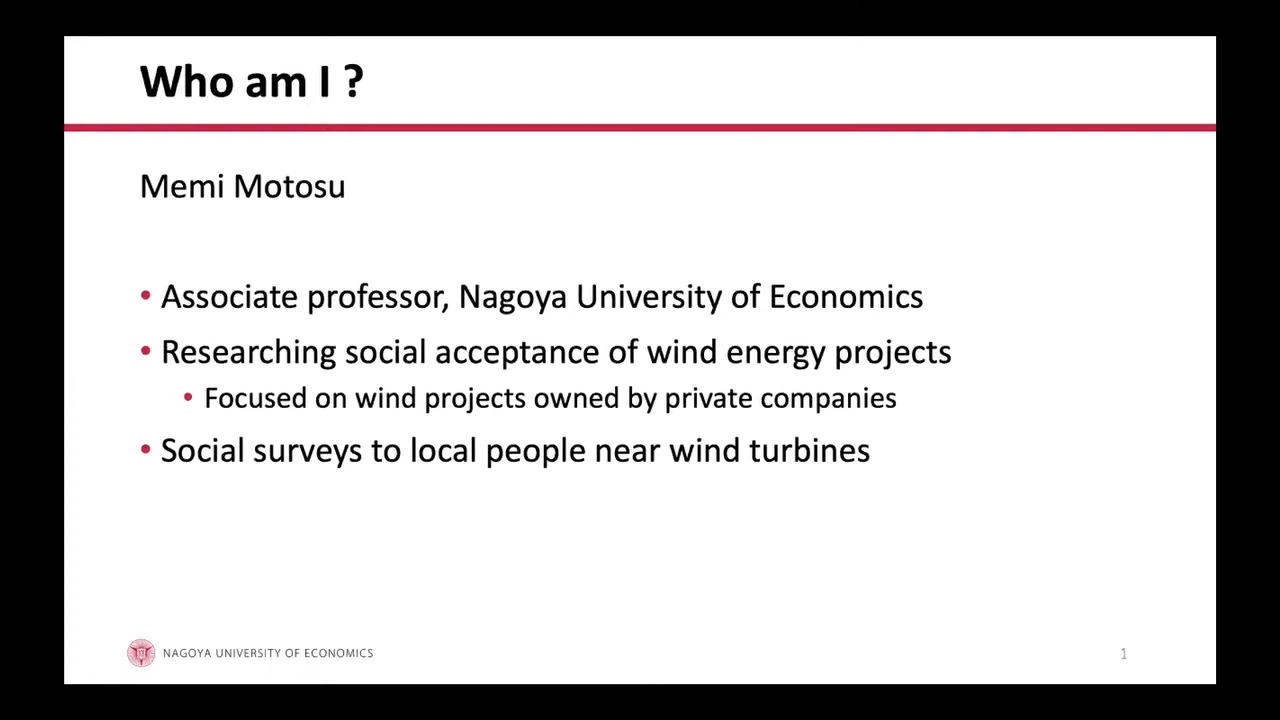 Who am I ?
Memi Motosu
• Associate professor, Nagoya University of Economics
• Researching social acceptance of wind energy projects
• Focused on wind projects owned by private companies
• Social surveys to local people near wind turbines
NAGOYA UNIVERSITY OF ECONOMICS
1